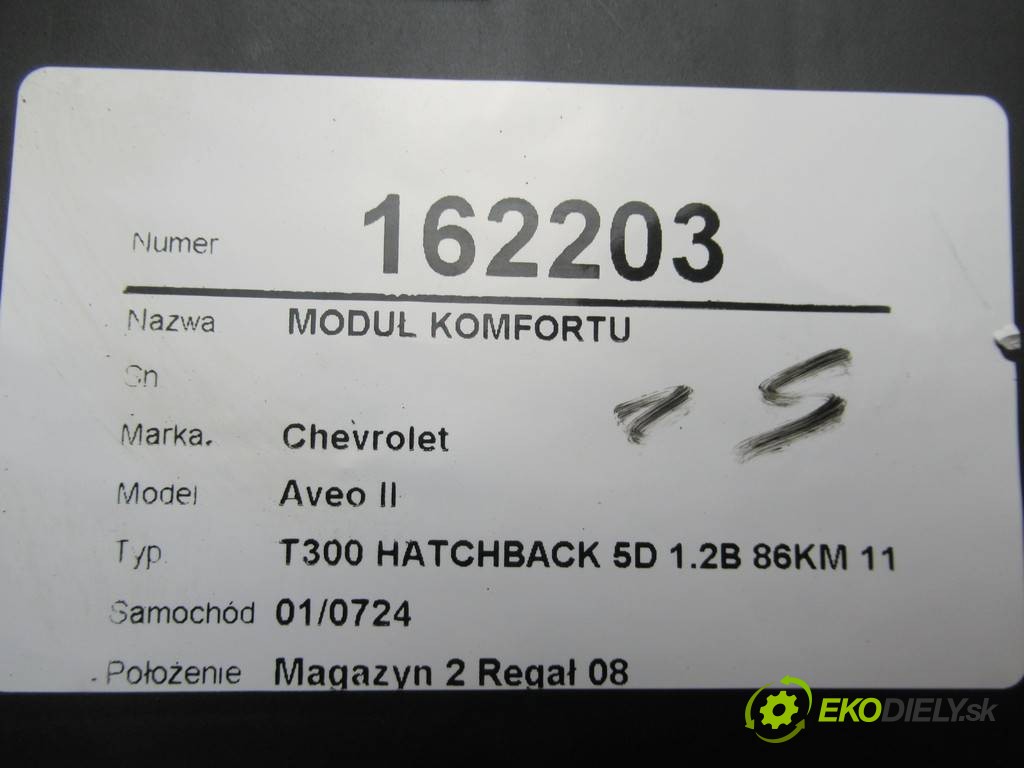 Numer 162203
Nazwa MODUŁ KOMFORTU
Sn
Marka. Chevrolet
Model Aveo II
Typ T300 HATCHBACK 5D 1.2B 86KM 11
Samochód 01/0724
Położenie Magazyn 2 Regał 08
EKODIELY.sk